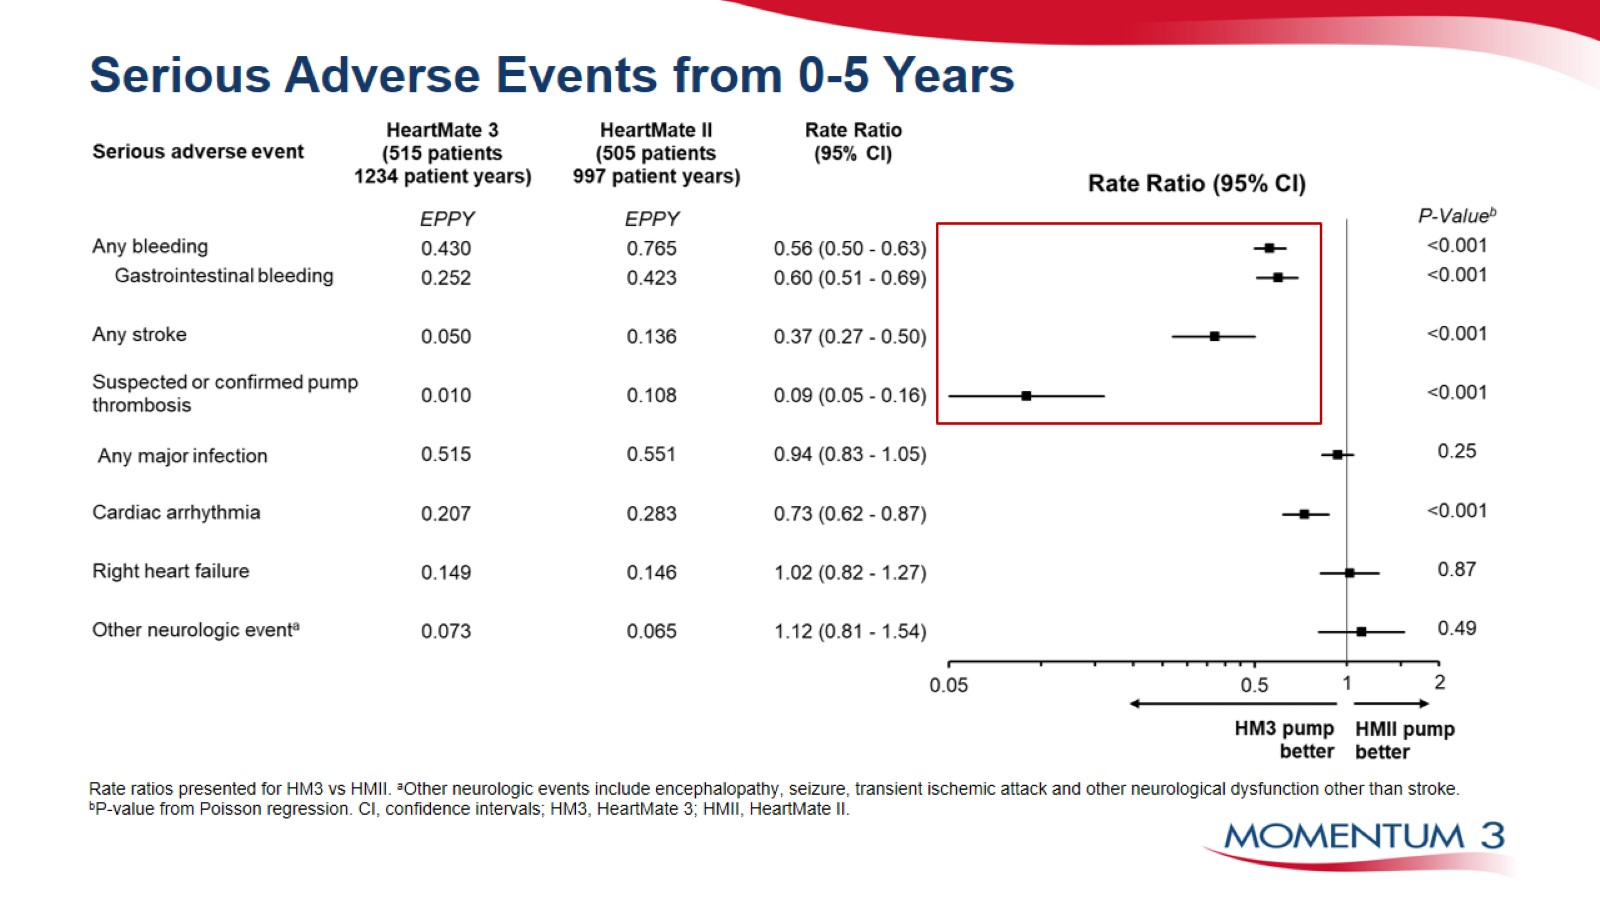 Serious Adverse Events from 0-5 Years
Serious adverse event
HeartMate 3
(515 patients
1234 patient years)
HeartMate II
(505 patients
997 patient years)
Rate Ratio
(95% CI)
Rate Ratio (95% CI)
EPPY EPPY P-Valueᵇ
Any bleeding 0.430 0.765 0.56 (0.50 - 0.63) <0.001
Gastrointestinal bleeding 0.252 0.423 0.60 (0.51 - 0.69) <0.001
Any stroke 0.050 0.136 0.37 (0.27 - 0.50) <0.001
Suspected or confirmed pump
thrombosis 0.010 0.108 0.09 (0.05 - 0.16) <0.001
Any major infection 0.515 0.551 0.94 (0.83 - 1.05) 0.25
Cardiac arrhythmia 0.207 0.283 0.73 (0.62 - 0.87) <0.001
Right heart failure 0.149 0.146 1.02 (0.82 - 1.27) 0.87
Other neurologic eventᵃ 0.073 0.065 1.12 (0.81 - 1.54) 0.49
0.05 0.5 1 2
HM3 pump
better
HMII pump
better
Rate ratios presented for HM3 vs HMII. ᵃOther neurologic events include encephalopathy, seizure, transient ischemic attack and other neurological dysfunction other than stroke.
ᵇP-value from Poisson regression. CI, confidence intervals; HM3, HeartMate 3; HMII, HeartMate II.
MOMENTUM 3